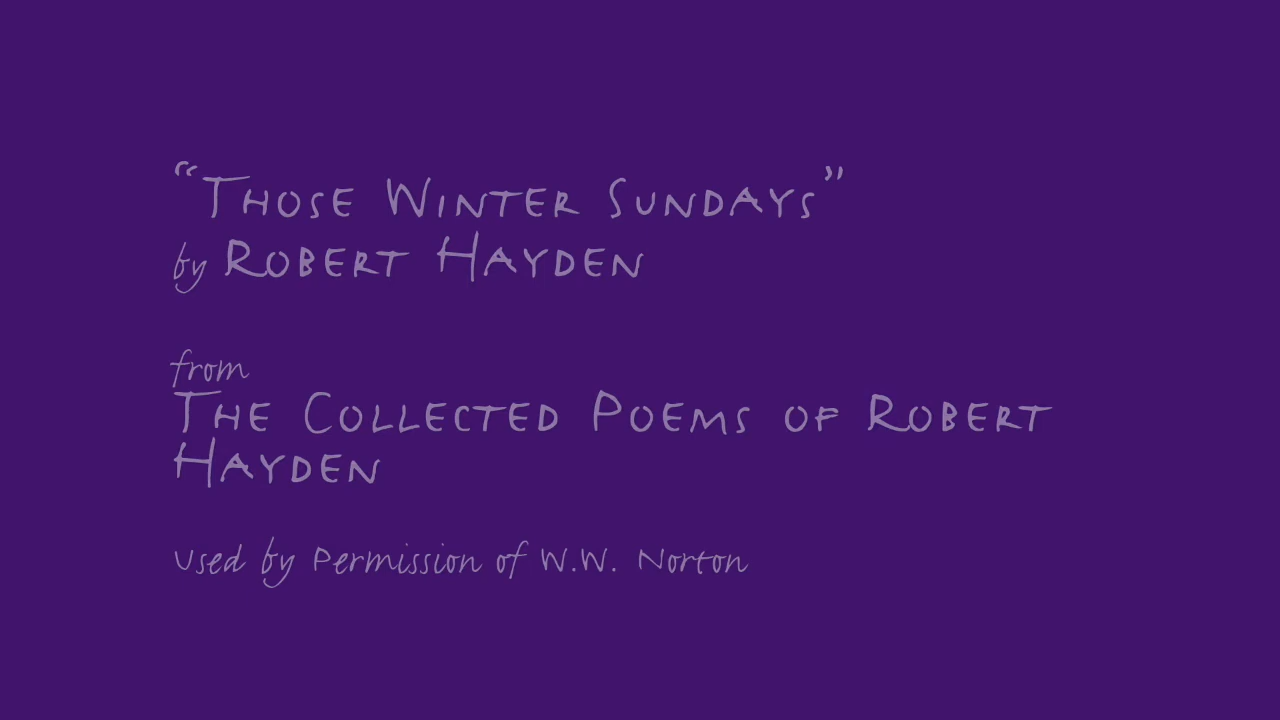 “Those Winter Sundays”
by Robert Hayden
from
The Collected Poems of Robert
Hayden
Used by Permission of W.W. Norton